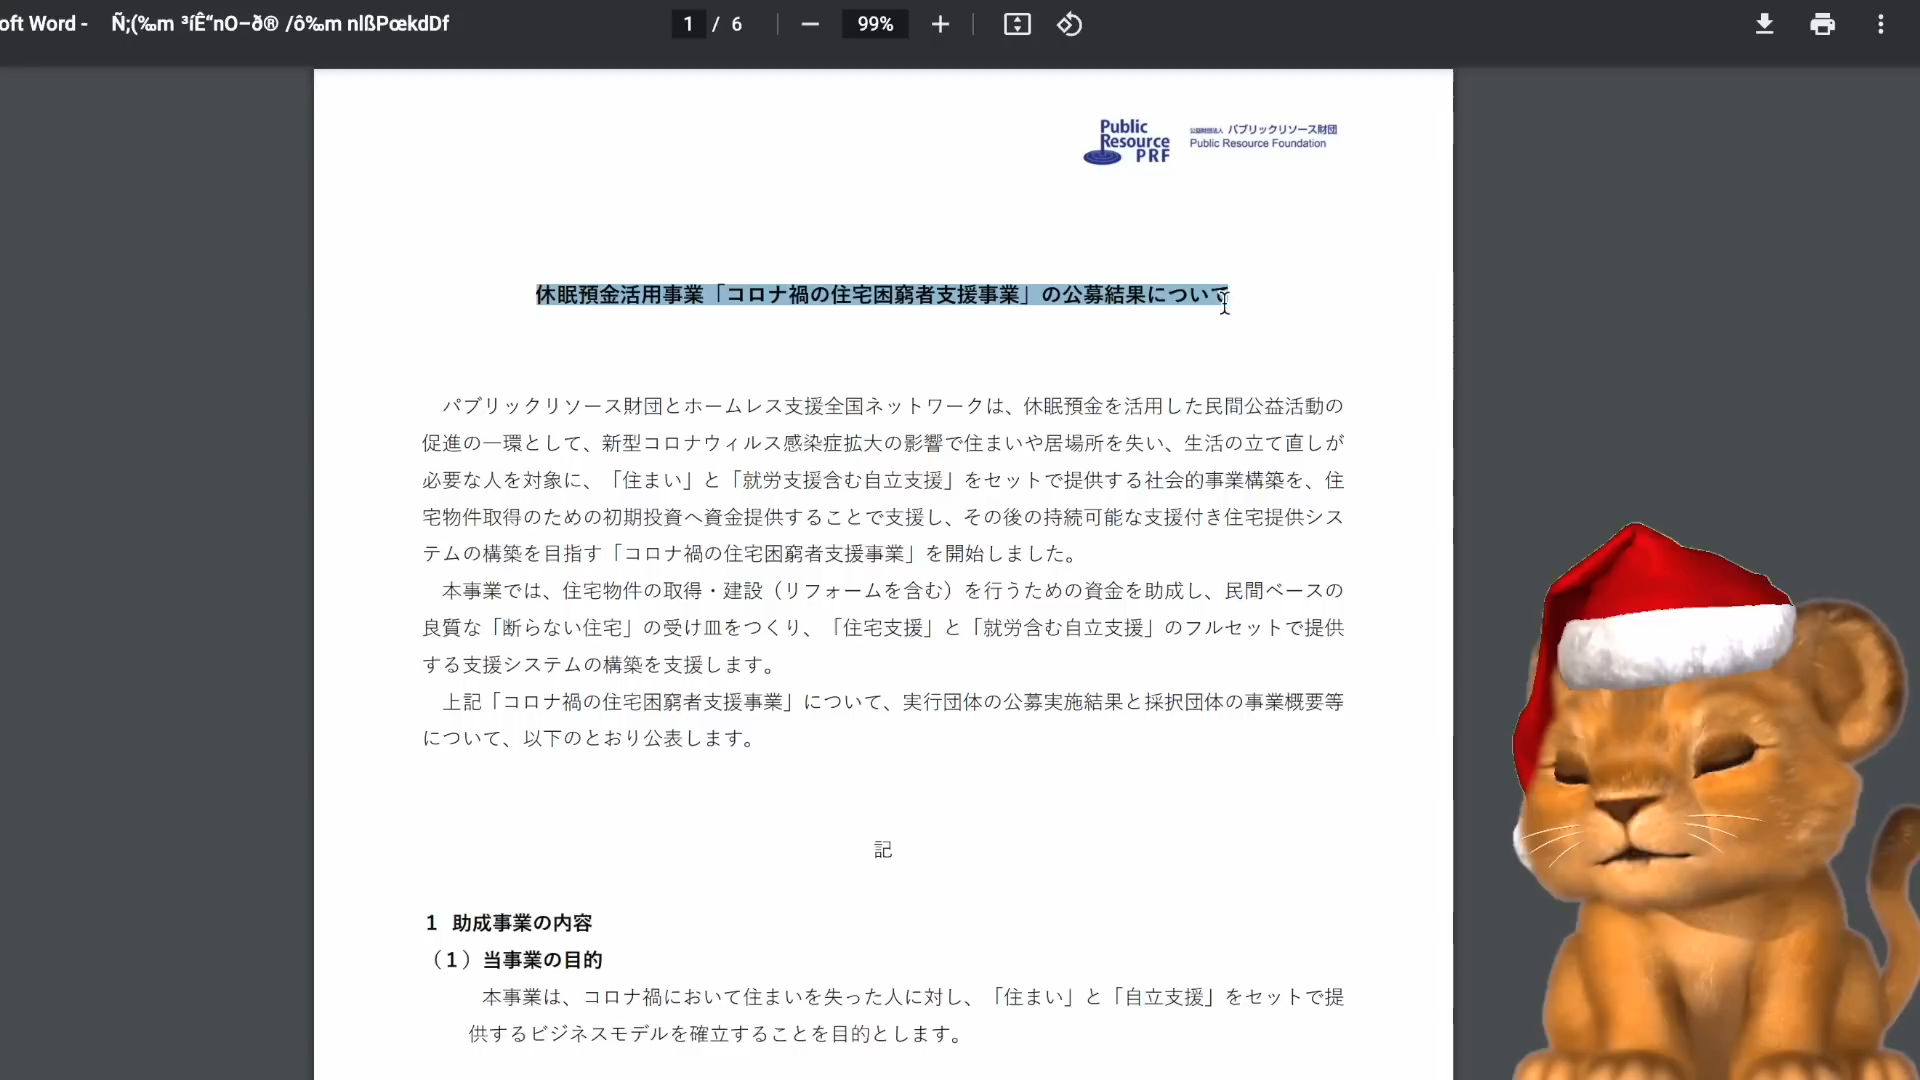 oft Word - Ñ;(‰m ³íÊ“nO–ð® /ô‰m nlßPœkdDf
1 / 6
99%
Public Resource PRF
公益財団法人 パブリックリソース財団
Public Resource Foundation
休眠預金活用事業「コロナ禍の住宅困窮者支援事業」の公募結果について
パブリックリソース財団とホームレス支援全国ネットワークは、休眠預金を活用した民間公益活動の
促進の一環として、新型コロナウィルス感染症拡大の影響で住まいや居場所を失い、生活の立て直しが
必要な人を対象に、「住まい」と「就労支援含む自立支援」をセットで提供する社会的事業構築を、住
宅物件取得のための初期投資へ資金提供することで支援し、その後の持続可能な支援付き住宅提供シス
テムの構築を目指す「コロナ禍の住宅困窮者支援事業」を開始しました。
本事業では、住宅物件の取得・建設（リフォームを含む）を行うための資金を助成し、民間ベースの
良質な「断らない住宅」の受け皿をつくり、「住宅支援」と「就労含む自立支援」のフルセットで提供
する支援システムの構築を支援します。
上記「コロナ禍の住宅困窮者支援事業」について、実行団体の公募実施結果と採択団体の事業概要等
について、以下のとおり公表します。
記
1 助成事業の内容
（1）当事業の目的
本事業は、コロナ禍において住まいを失った人に対し、「住まい」と「自立支援」をセットで提
供するビジネスモデルを確立することを目的とします。